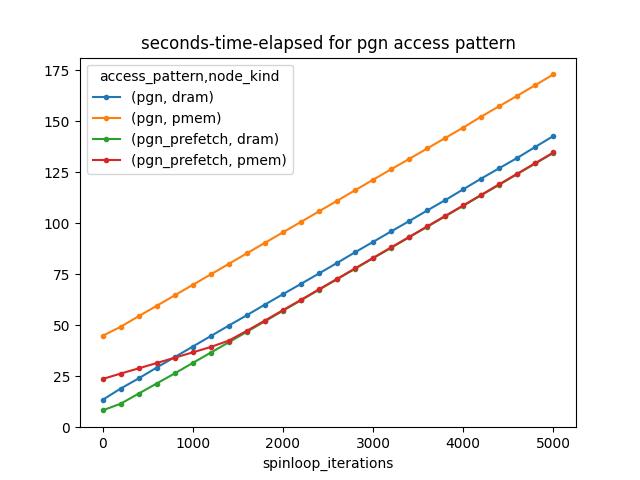 seconds-time-elapsed for pgn access pattern
access_pattern,node_kind
(pgn, dram)
(pgn, pmem)
(pgn_prefetch, dram)
(pgn_prefetch, pmem)
175
150
125
100
75
50
25
0
0 1000 2000 3000 4000 5000
spinloop_iterations